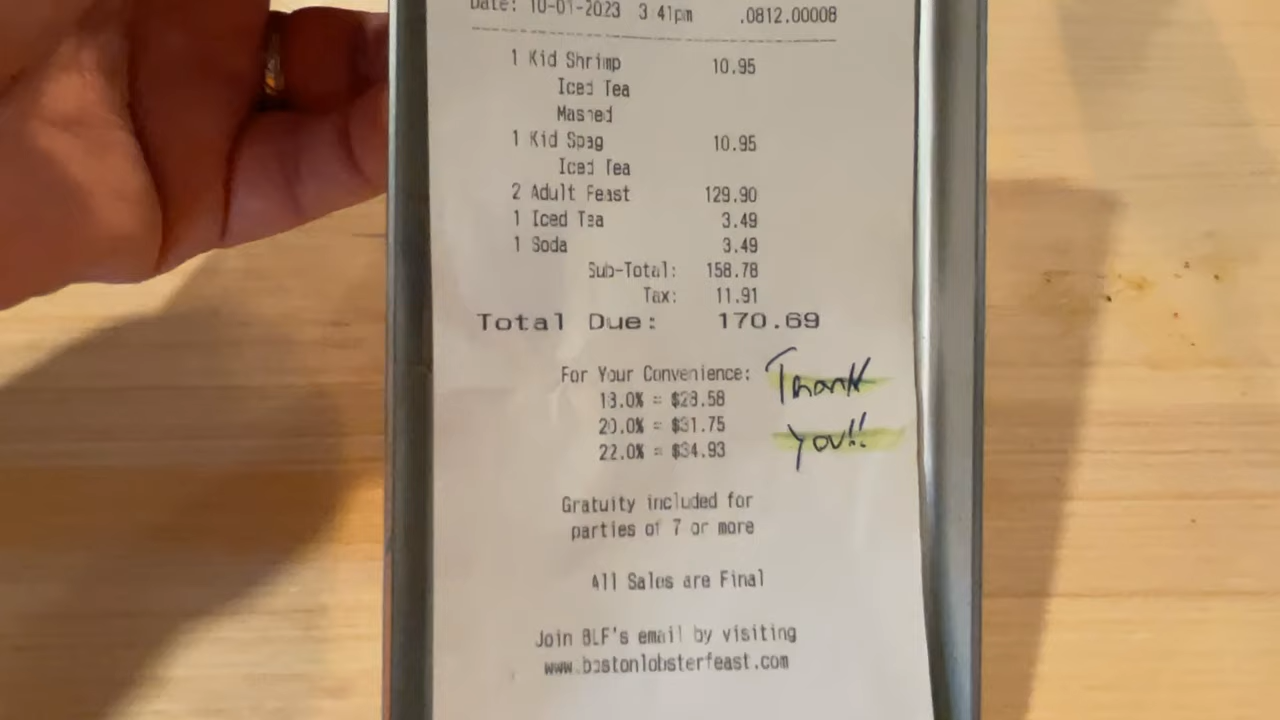 Date: 10-01-2023 3 41pm .0812.00008
1 Kid Shrimp 10.95
Iced Tea
Mashed
1 Kid Spag 10.95
Iced Tea
2 Adult Feast 129.90
1 Iced Tea 3.49
1 Soda 3.49
Sub-Total: 158.78
Tax: 11.91
Total Due: 170.69
For Your Convenience: Thank
18.0% = $28.58
20.0% = $31.75 you!!
22.0% = $34.93
Gratuity included for
parties of 7 or more
All Sales are Final
Join BLF's email by visiting
www.bostonlobsterfeast.com